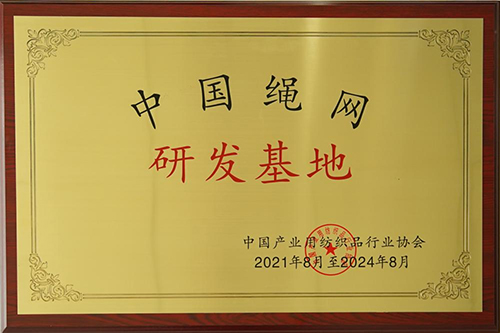 中国绳网
研发基地
中国产业用纺织品行业协会
2021年8月至2024年8月